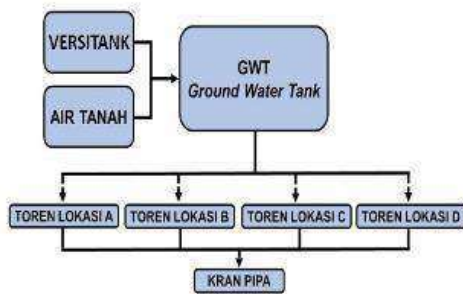 VERSITANK
AIR TANAH
GWT
Ground Water Tank
TOREN LOKASI A
TOREN LOKASI B
TOREN LOKASI C
TOREN LOKASI D
KRAN PIPA